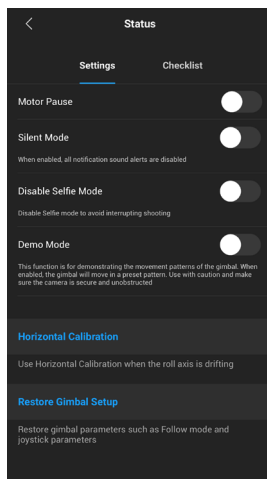 Status
Settings Checklist
Motor Pause
Silent Mode
When enabled, all notification sound alerts are disabled
Disable Selfie Mode
Disable Selfie mode to avoid interrupting shooting
Demo Mode
This function is for demonstrating the movement patterns of the gimbal. When
enabled, the gimbal will move in a preset pattern. Use with caution and make
sure the camera is secure and unobstructed
Horizontal Calibration
Use Horizontal Calibration when the roll axis is drifting
Restore Gimbal Setup
Restore gimbal parameters such as Follow mode and
joystick parameters